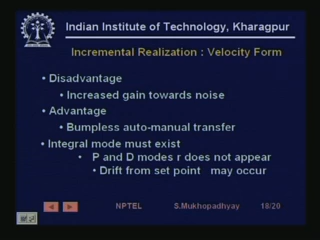 Indian Institute of Technology, Kharagpur
Incremental Realization : Velocity Form
• Disadvantage
• Increased gain towards noise
• Advantage
• Bumpless auto-manual transfer
• Integral mode must exist
• P and D modes r does not appear
• Drift from set point may occur
NPTEL S.Mukhopadhyay 18/20